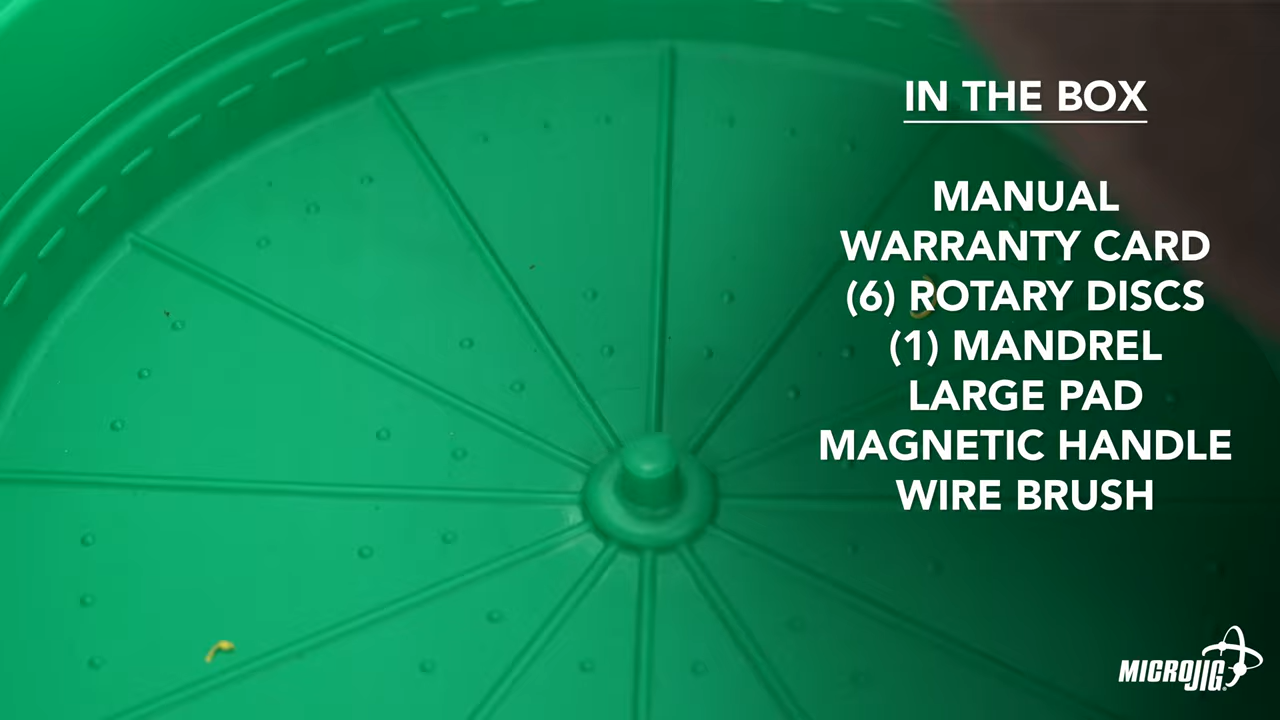 IN THE BOX
MANUAL
WARRANTY CARD
(6) ROTARY DISCS
(1) MANDREL
LARGE PAD
MAGNETIC HANDLE
WIRE BRUSH
MICROJIG®